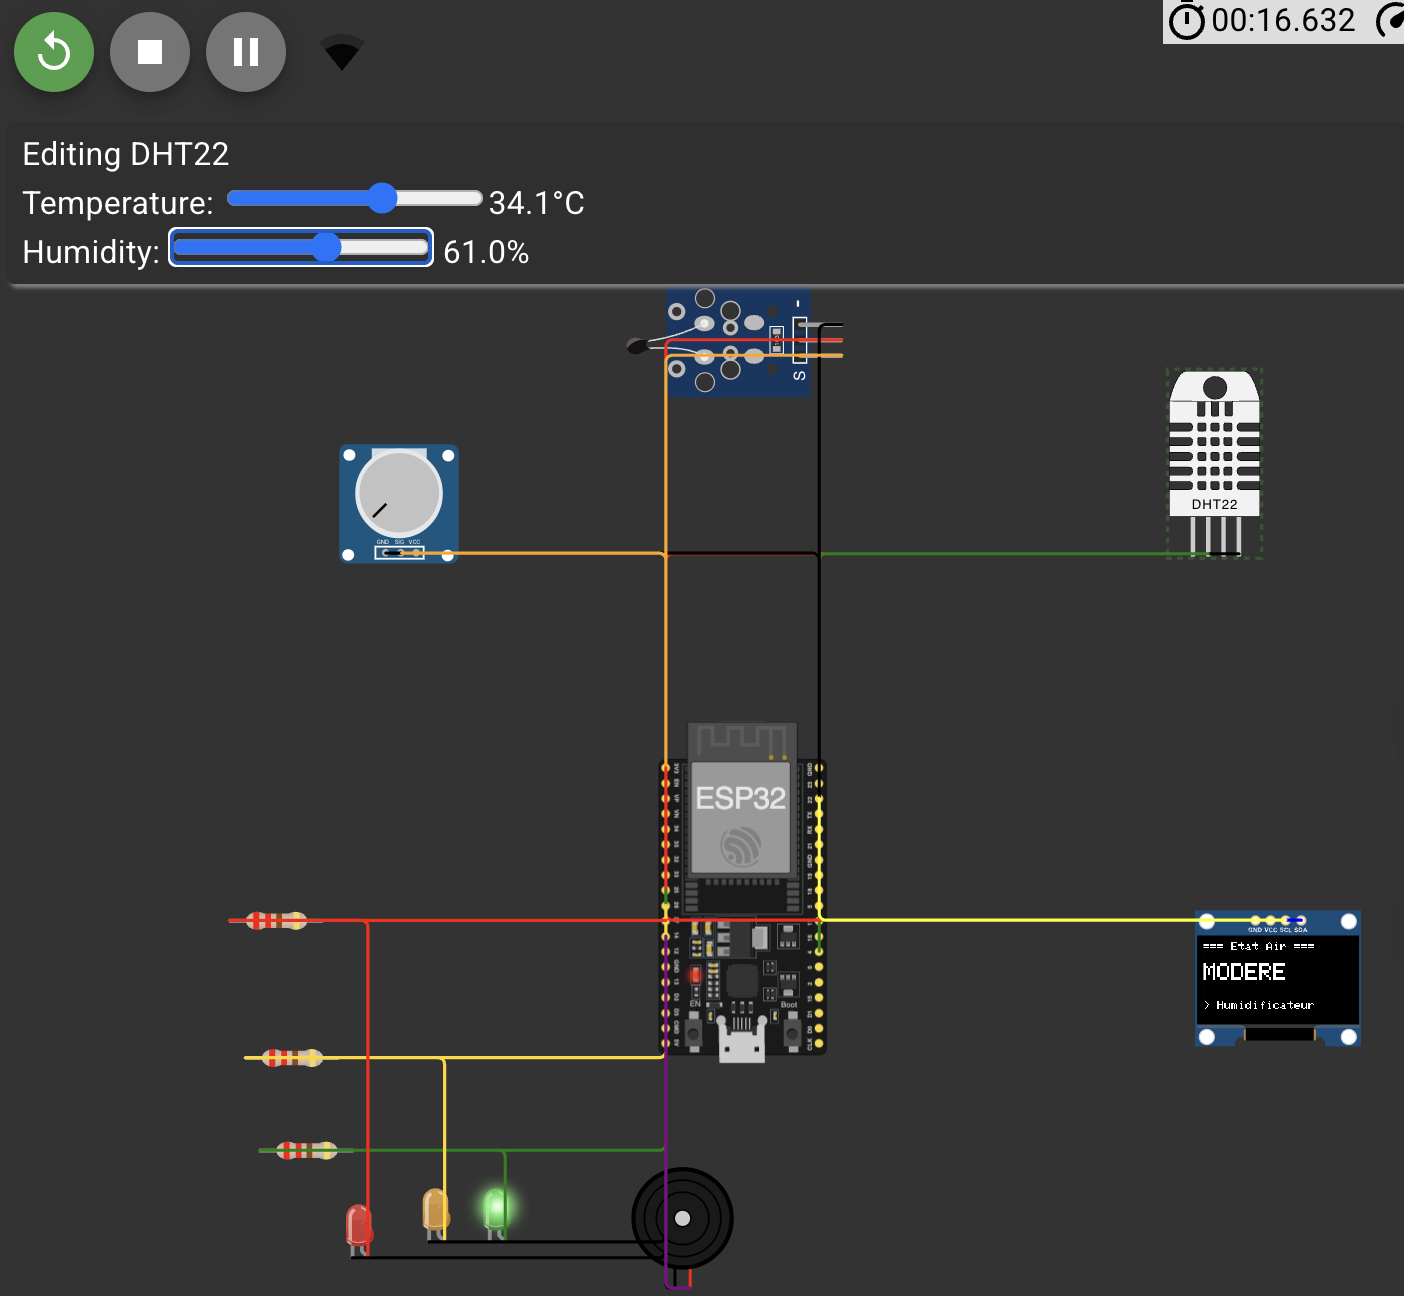 00:16.632
Editing DHT22
Temperature: 34.1°C
Humidity: 61.0%
S
-
GND SIG VCC
DHT22
ESP32
EN
Boot
GND VCC SCL SDA
=== Etat Air ===
MODERE
> Humidificateur